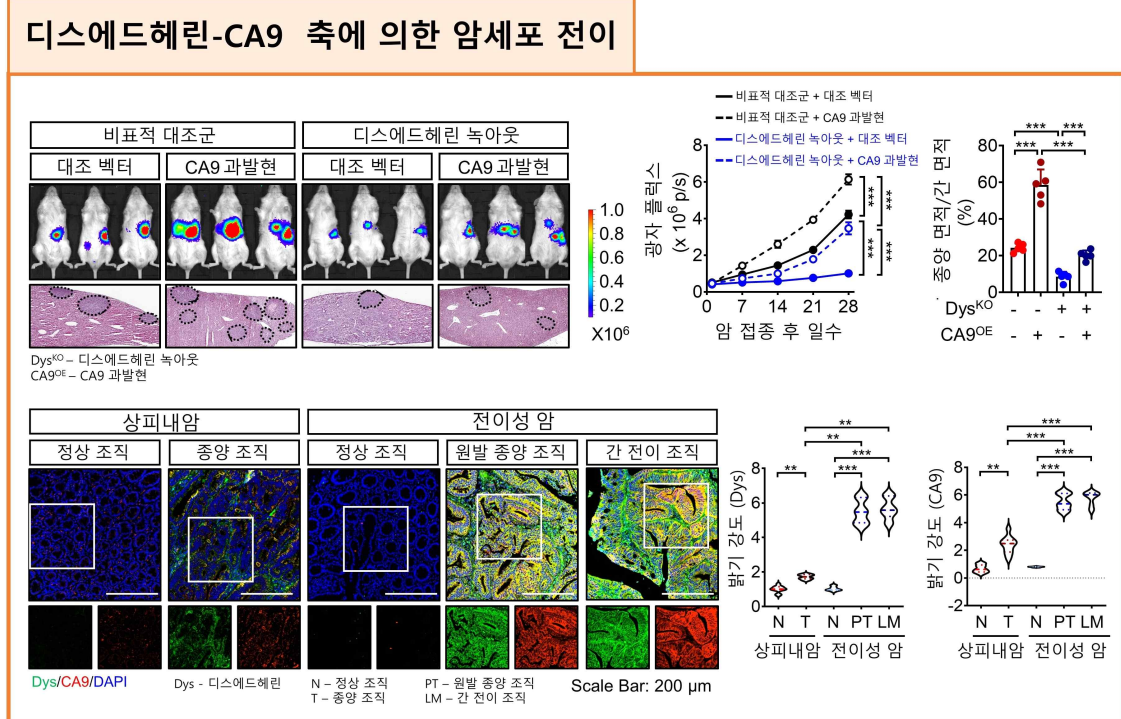 디스에드헤린-CA9 축에 의한 암세포 전이
비표적 대조군
디스에드헤린 녹아웃
대조 벡터
CA9 과발현
대조 벡터
CA9 과발현
1.0
0.8
0.6
0.4
0.2
X10⁶
Dysᴷᴼ – 디스에드헤린 녹아웃
CA9ᴼᴱ – CA9 과발현
비표적 대조군 + 대조 벡터
비표적 대조군 + CA9 과발현
디스에드헤린 녹아웃 + 대조 벡터
디스에드헤린 녹아웃 + CA9 과발현
광자 플럭스
(x 10⁶ p/s)
8
6
4
2
0
0 7 14 21 28
암 접종 후 일수
*** ***
*** ***
종양 면적/간 면적
(%)
80
60
40
20
0
*** ***
*** ***
Dysᴷᴼ - - + +
CA9ᴼᴱ - + - +
상피내암
전이성 암
정상 조직
종양 조직
정상 조직
원발 종양 조직
간 전이 조직
Dys/CA9/DAPI
Dys - 디스에드헤린
N – 정상 조직
T – 종양 조직
PT – 원발 종양 조직
LM – 간 전이 조직
Scale Bar: 200 µm
밝기 강도 (Dys)
8
6
4
2
0
**
**
***
** ***
N T N PT LM
상피내암 전이성 암
밝기 강도 (CA9)
8
6
4
2
0
-2
***
***
***
** ***
N T N PT LM
상피내암 전이성 암